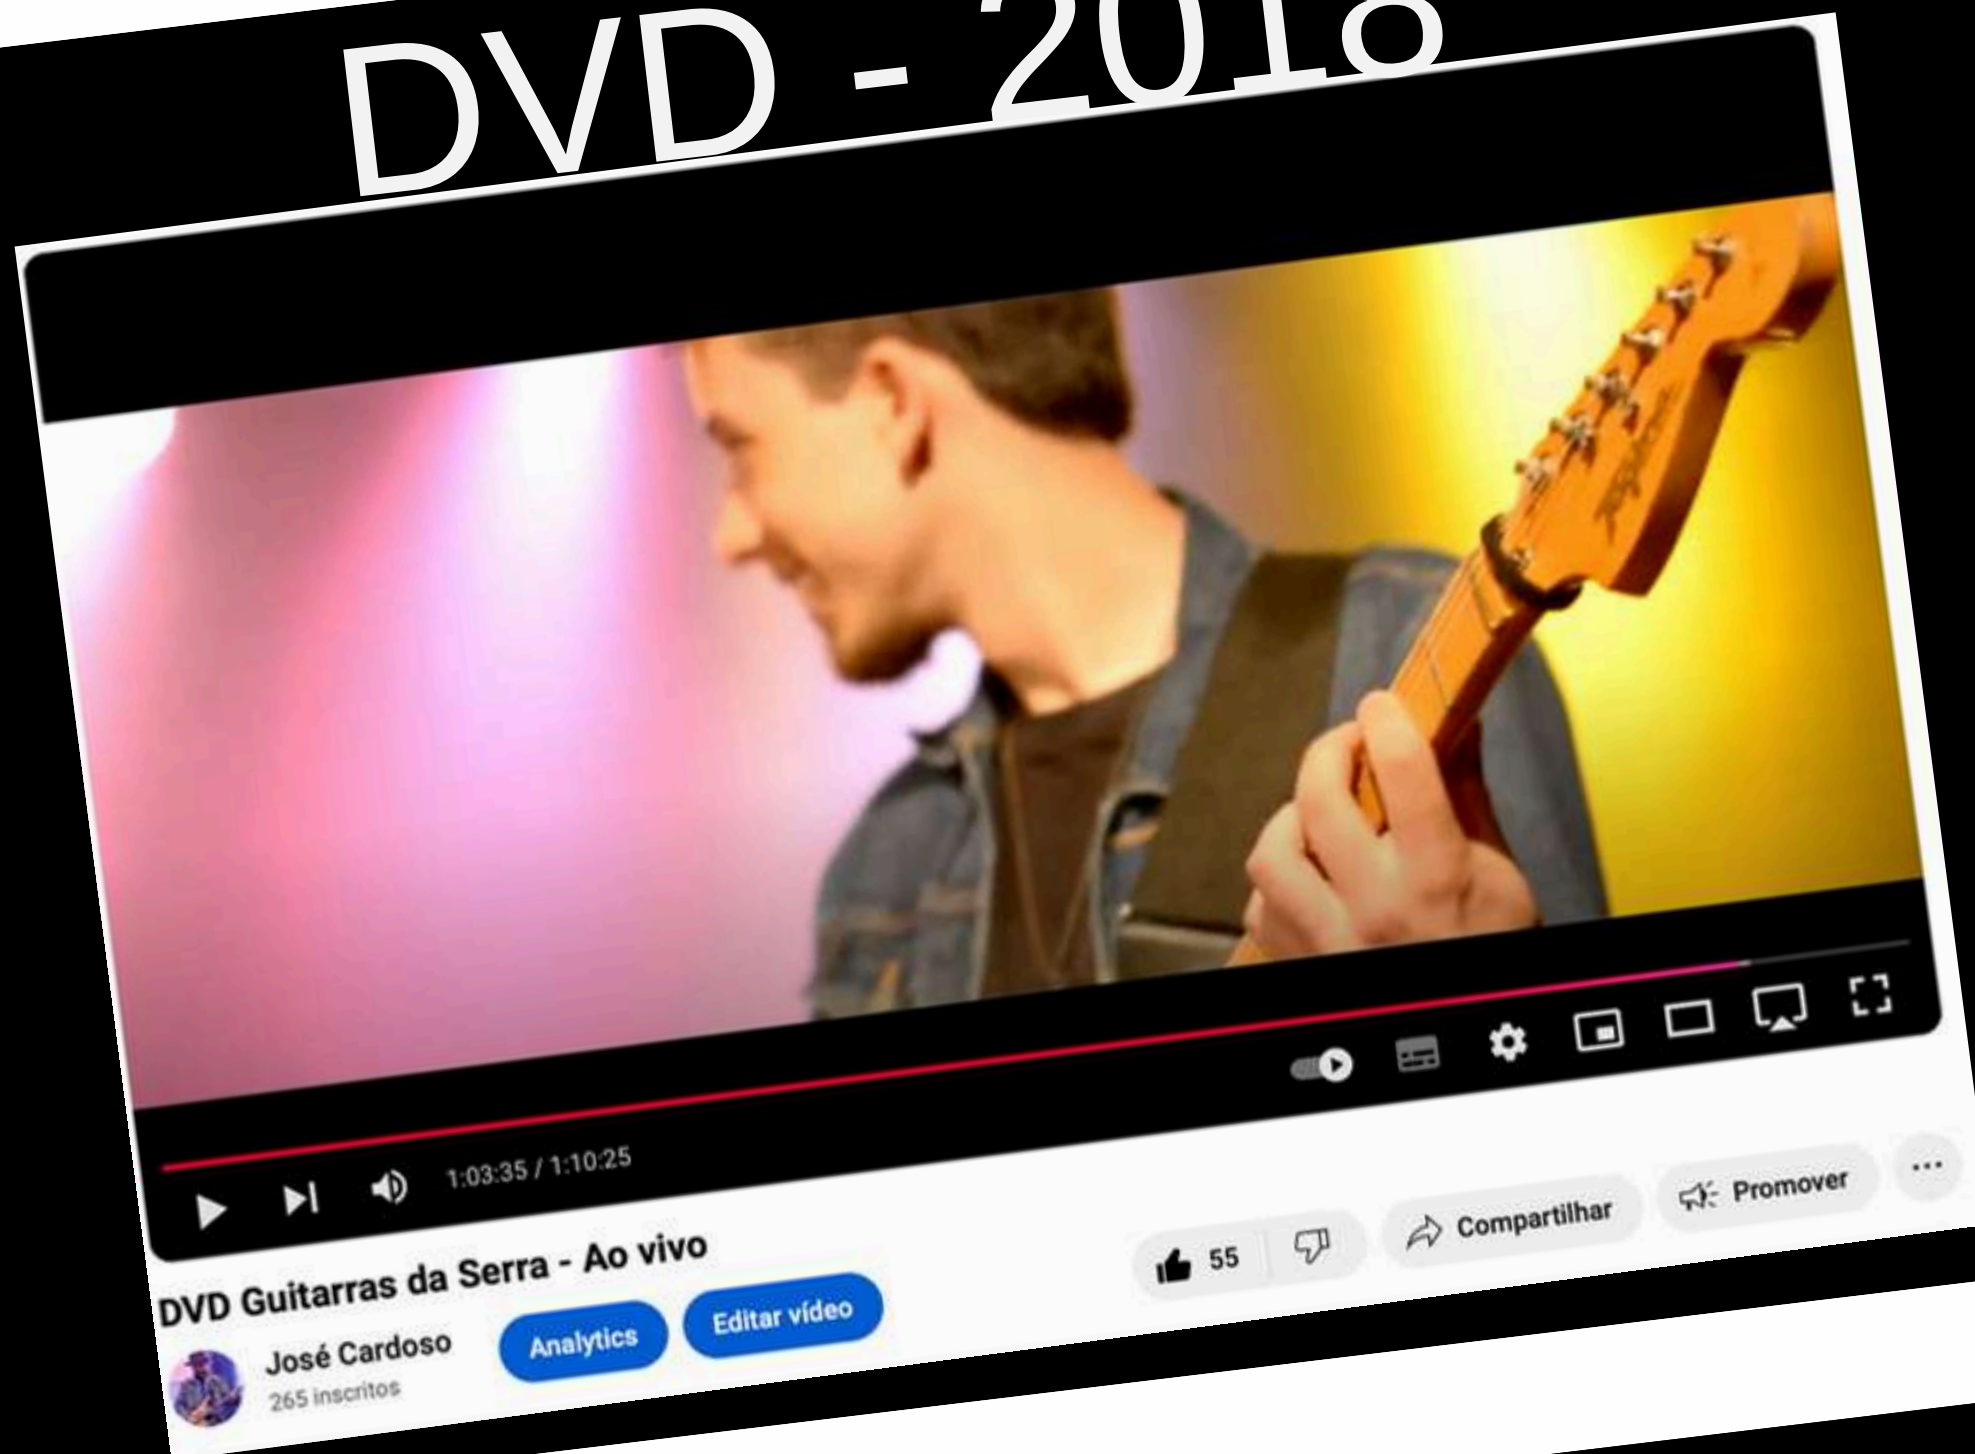 DVD - 2018
1:03:35 / 1:10:25
DVD Guitarras da Serra - Ao vivo
José Cardoso
265 inscritos
Analytics
Editar vídeo
55
Compartilhar
Promover